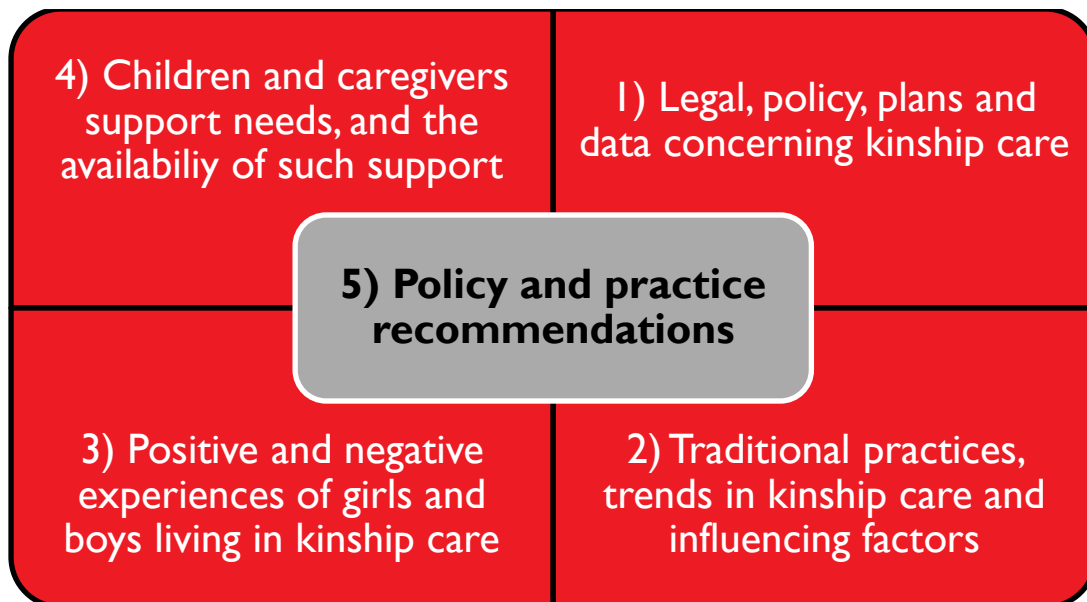 4) Children and caregivers
support needs, and the
availabiliy of such support
1) Legal, policy, plans and
data concerning kinship care
5) Policy and practice
recommendations
3) Positive and negative
experiences of girls and
boys living in kinship care
2) Traditional practices,
trends in kinship care and
influencing factors